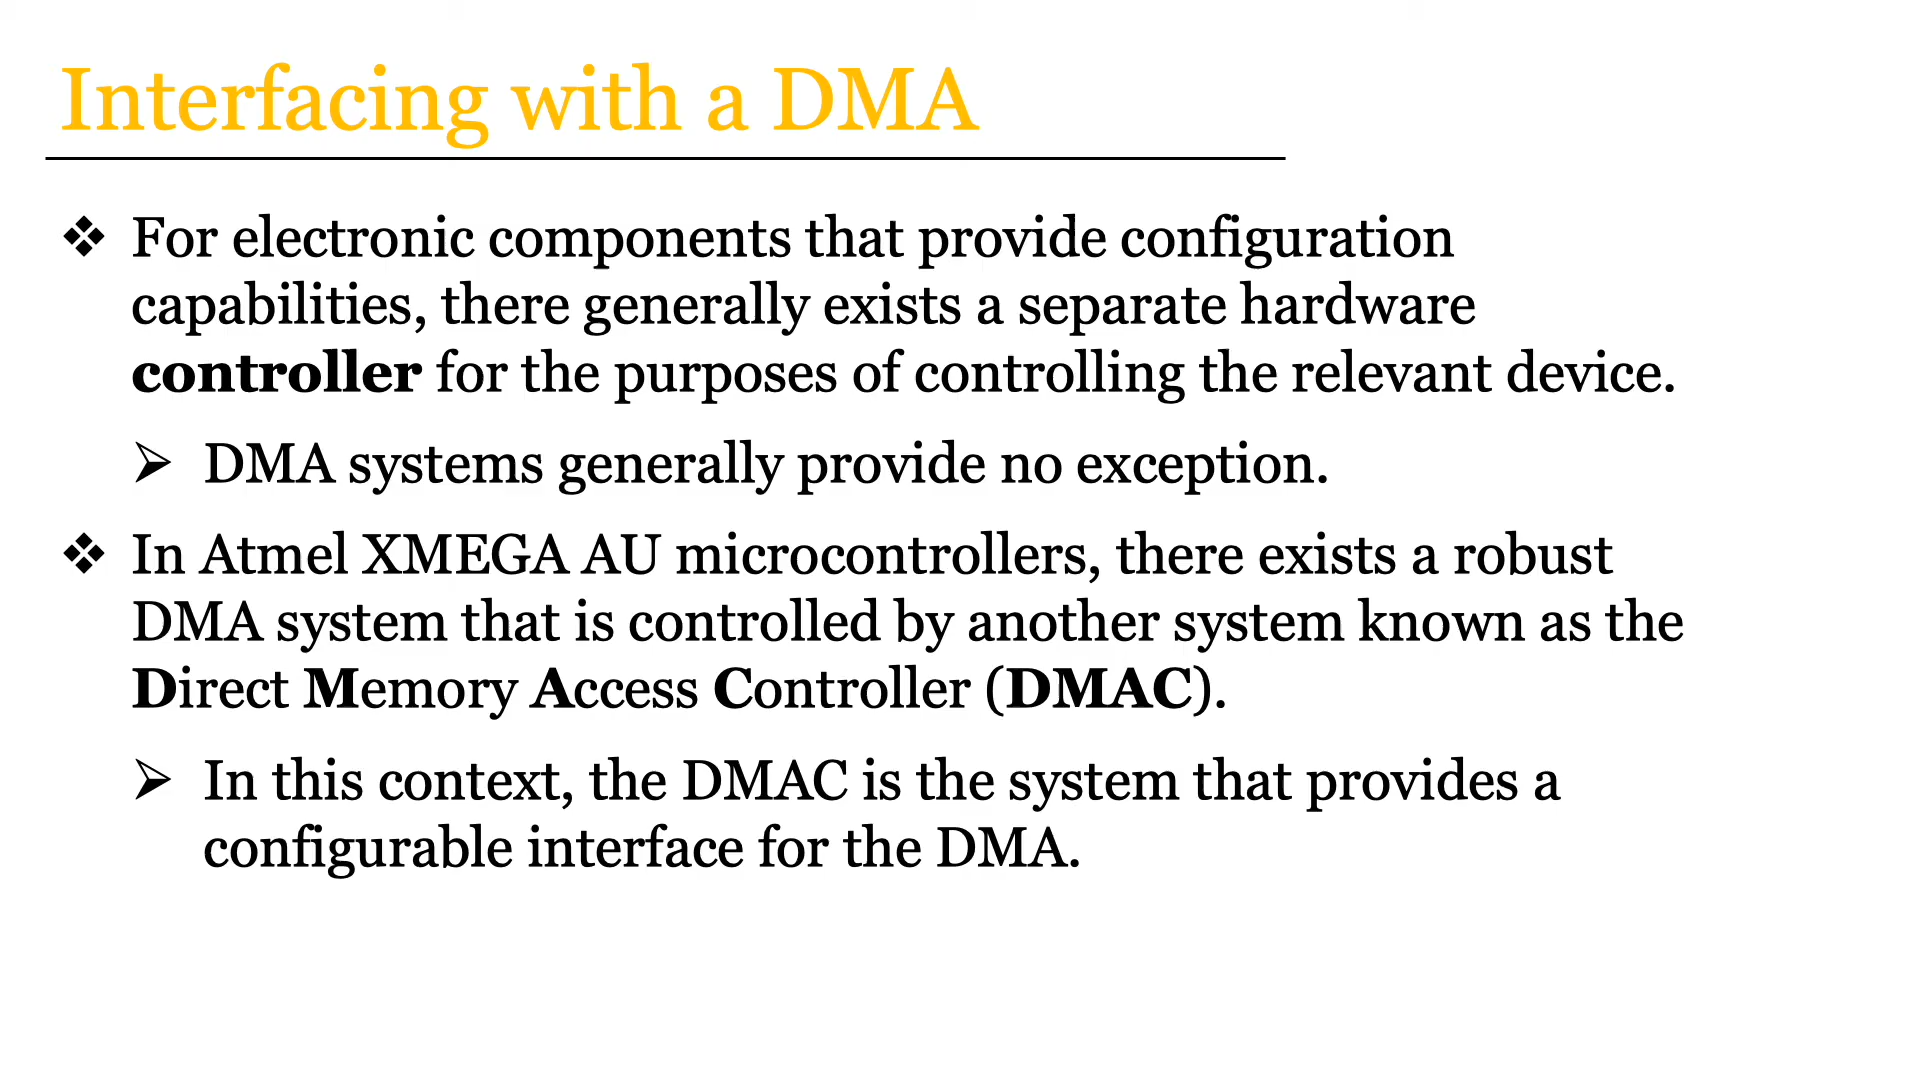 Interfacing with a DMA
❖ For electronic components that provide configuration
capabilities, there generally exists a separate hardware
controller for the purposes of controlling the relevant device.
➢ DMA systems generally provide no exception.
❖ In Atmel XMEGA AU microcontrollers, there exists a robust
DMA system that is controlled by another system known as the
Direct Memory Access Controller (DMAC).
➢ In this context, the DMAC is the system that provides a
configurable interface for the DMA.